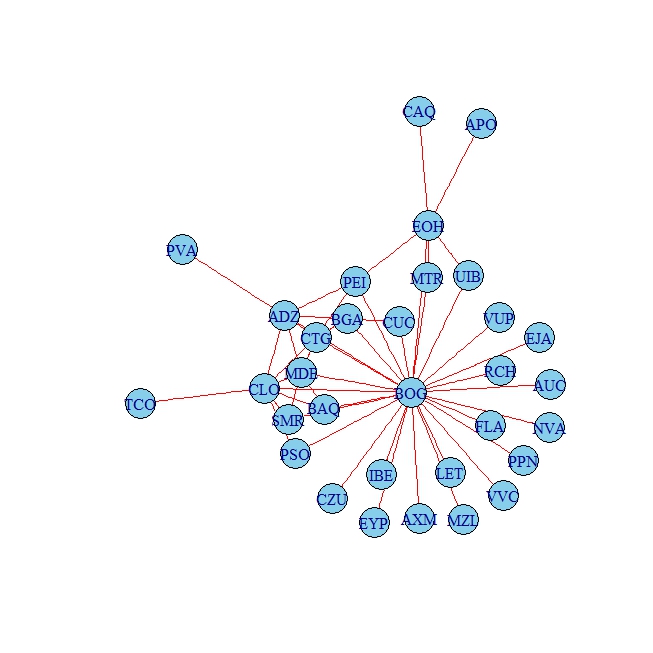 CAQ
APO
EOH
PVA
PEI
MTR
UIB
ADZ
BGA
CUC
VUP
CTG
EJA
MDE
RCH
CLO
BOG
AUC
TCO
BAQ
SMR
FLA
NVA
PSO
PPN
IBE
LET
CZU
VVC
EYP
AXM
MZL